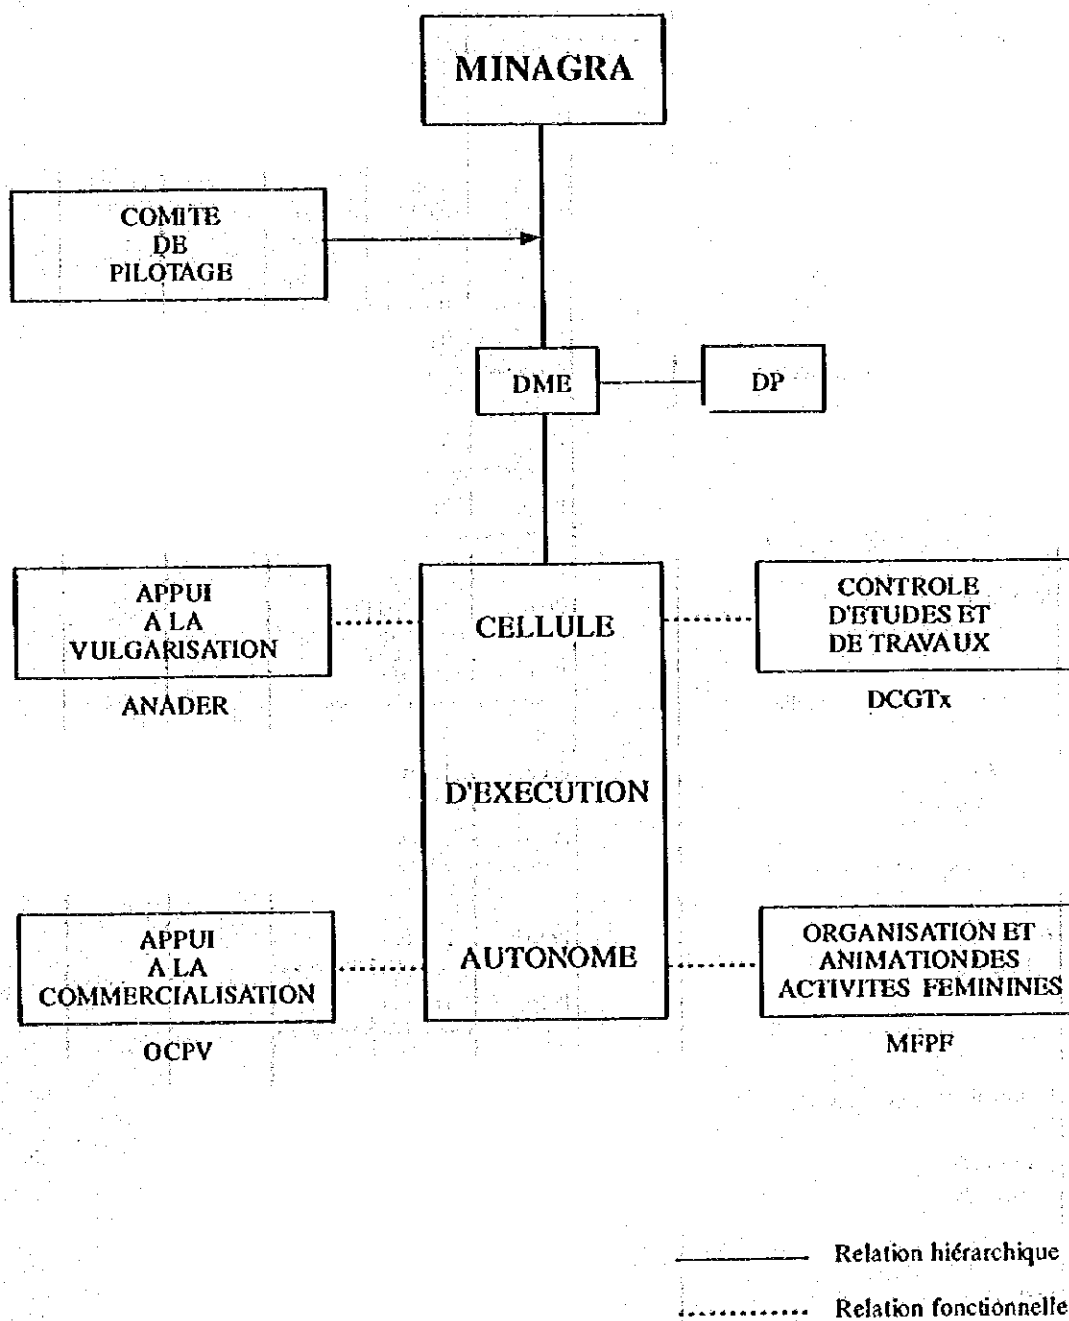 MINAGRA
COMITE
DE
PILOTAGE
DME
DP
APPUI
A LA
VULGARISATION
ANADER
CELLULE
D'EXECUTION
AUTONOME
CONTROLE
D'ETUDES ET
DE TRAVAUX
DCGTx
APPUI
A LA
COMMERCIALISATION
OCPV
ORGANISATION ET
ANIMATION DES
ACTIVITES FEMININES
MFPF
Relation hiérarchique
Relation fonctionnelle